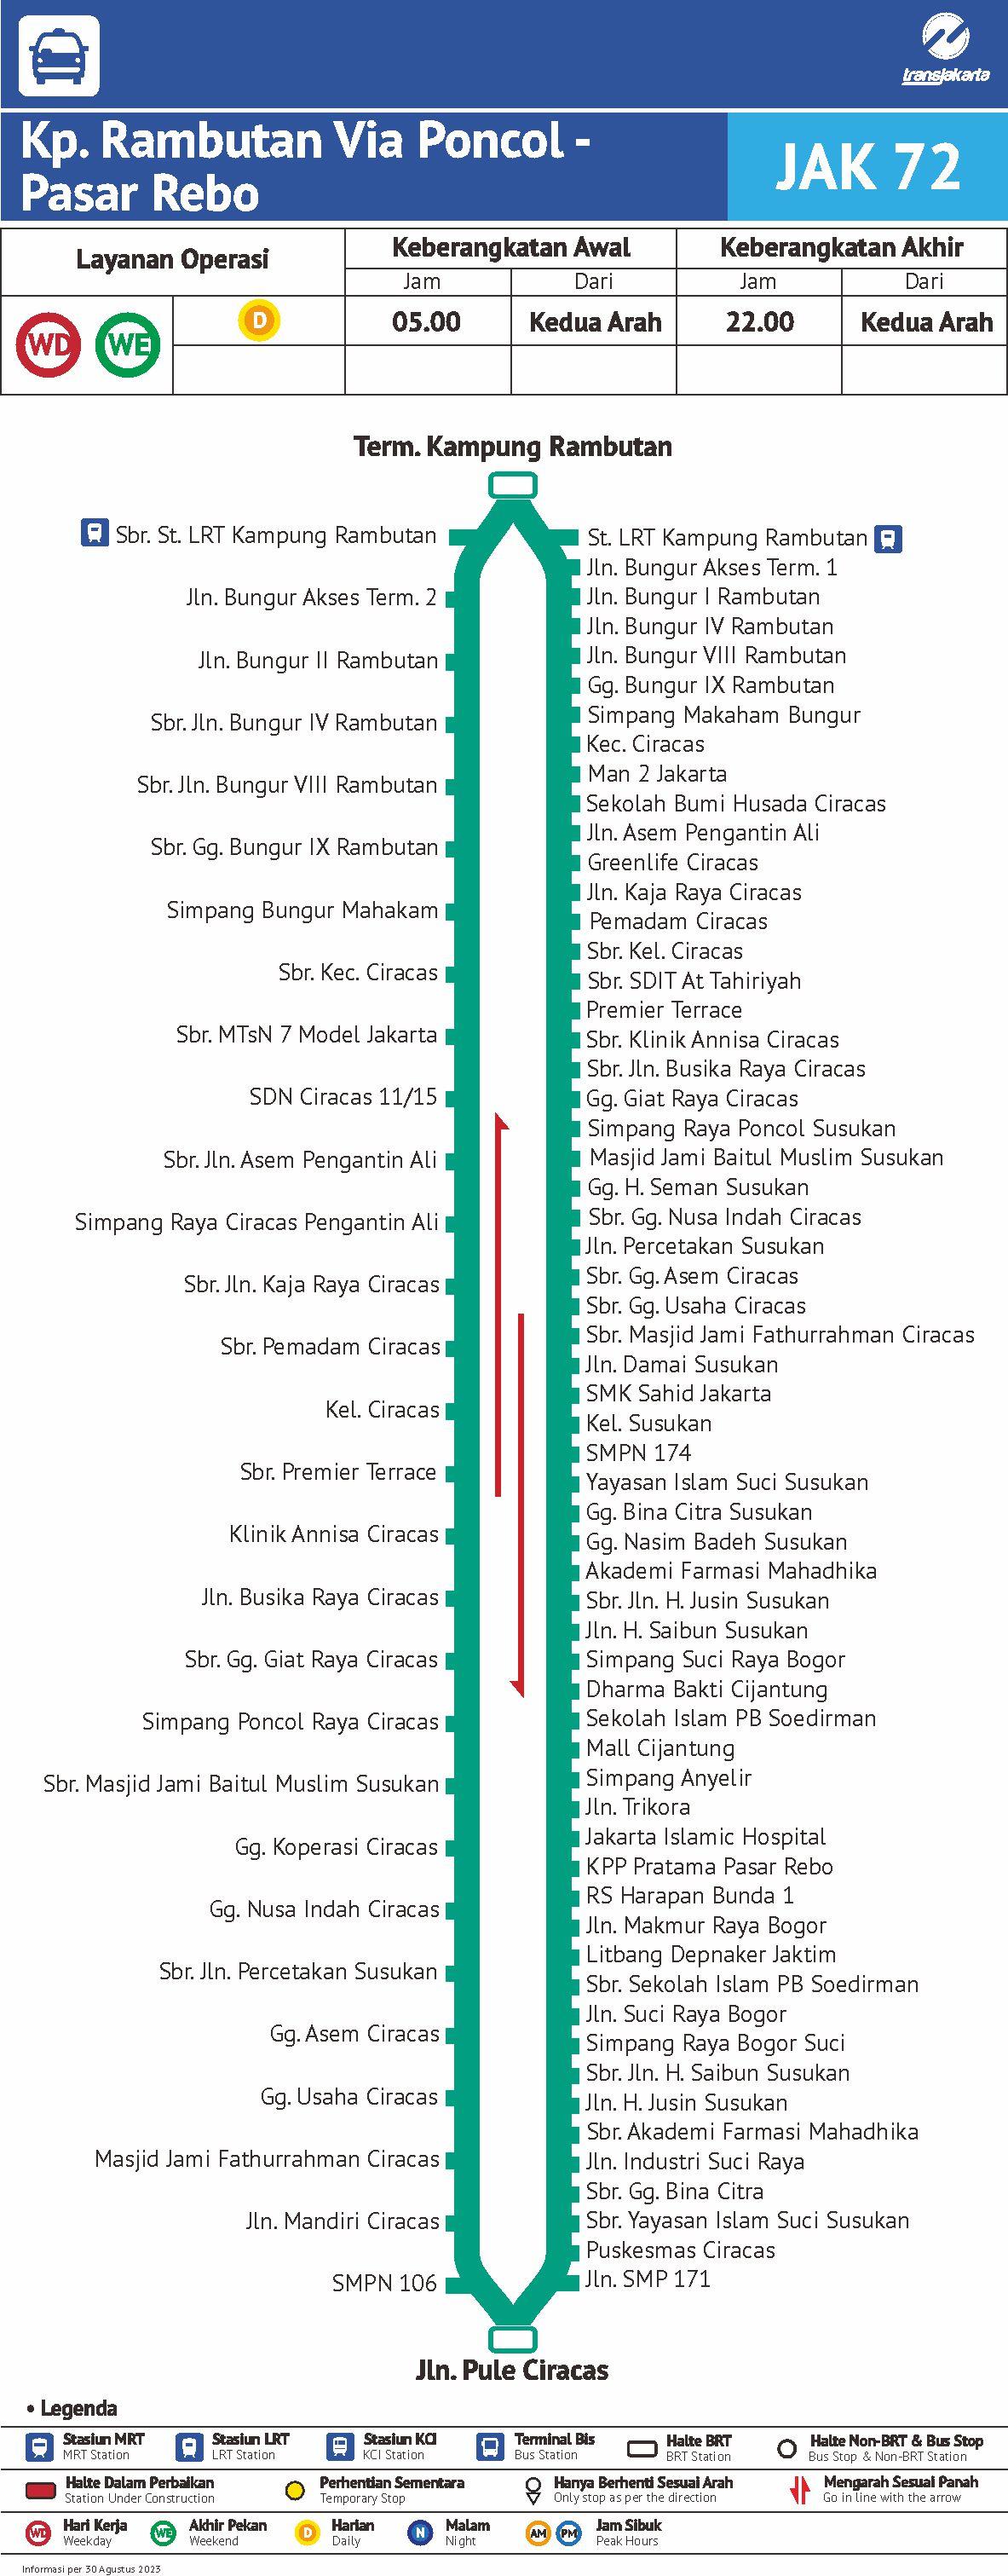 transjakarta
Kp. Rambutan Via Poncol -
Pasar Rebo
JAK 72
Layanan Operasi
Keberangkatan Awal
Keberangkatan Akhir
Jam
Dari
Jam
Dari
WD
WE
D
05.00
Kedua Arah
22.00
Kedua Arah
Term. Kampung Rambutan
Sbr. St. LRT Kampung Rambutan
Jln. Bungur Akses Term. 2
Jln. Bungur II Rambutan
Sbr. Jln. Bungur IV Rambutan
Sbr. Jln. Bungur VIII Rambutan
Sbr. Gg. Bungur IX Rambutan
Simpang Bungur Mahakam
Sbr. Kec. Ciracas
Sbr. MTsN 7 Model Jakarta
SDN Ciracas 11/15
Sbr. Jln. Asem Pengantin Ali
Simpang Raya Ciracas Pengantin Ali
Sbr. Jln. Kaja Raya Ciracas
Sbr. Pemadam Ciracas
Kel. Ciracas
Sbr. Premier Terrace
Klinik Annisa Ciracas
Jln. Busika Raya Ciracas
Sbr. Gg. Giat Raya Ciracas
Simpang Poncol Raya Ciracas
Sbr. Masjid Jami Baitul Muslim Susukan
Gg. Koperasi Ciracas
Gg. Nusa Indah Ciracas
Sbr. Jln. Percetakan Susukan
Gg. Asem Ciracas
Gg. Usaha Ciracas
Masjid Jami Fathurrahman Ciracas
Jln. Mandiri Ciracas
SMPN 106
St. LRT Kampung Rambutan
Jln. Bungur Akses Term. 1
Jln. Bungur I Rambutan
Jln. Bungur IV Rambutan
Jln. Bungur VIII Rambutan
Gg. Bungur IX Rambutan
Simpang Makaham Bungur
Kec. Ciracas
Man 2 Jakarta
Sekolah Bumi Husada Ciracas
Jln. Asem Pengantin Ali
Greenlife Ciracas
Jln. Kaja Raya Ciracas
Pemadam Ciracas
Sbr. Kel. Ciracas
Sbr. SDIT At Tahiriyah
Premier Terrace
Sbr. Klinik Annisa Ciracas
Sbr. Jln. Busika Raya Ciracas
Gg. Giat Raya Ciracas
Simpang Raya Poncol Susukan
Masjid Jami Baitul Muslim Susukan
Gg. H. Seman Susukan
Sbr. Gg. Nusa Indah Ciracas
Jln. Percetakan Susukan
Sbr. Gg. Asem Ciracas
Sbr. Gg. Usaha Ciracas
Sbr. Masjid Jami Fathurrahman Ciracas
Jln. Damai Susukan
SMK Sahid Jakarta
Kel. Susukan
SMPN 174
Yayasan Islam Suci Susukan
Gg. Bina Citra Susukan
Gg. Nasim Badeh Susukan
Akademi Farmasi Mahadhika
Sbr. Jln. H. Jusin Susukan
Jln. H. Saibun Susukan
Simpang Suci Raya Bogor
Dharma Bakti Cijantung
Sekolah Islam PB Soedirman
Mall Cijantung
Simpang Anyelir
Jln. Trikora
Jakarta Islamic Hospital
KPP Pratama Pasar Rebo
RS Harapan Bunda 1
Jln. Makmur Raya Bogor
Litbang Depnaker Jaktim
Sbr. Sekolah Islam PB Soedirman
Jln. Suci Raya Bogor
Simpang Raya Bogor Suci
Sbr. Jln. H. Saibun Susukan
Jln. H. Jusin Susukan
Sbr. Akademi Farmasi Mahadhika
Jln. Industri Suci Raya
Sbr. Gg. Bina Citra
Sbr. Yayasan Islam Suci Susukan
Puskesmas Ciracas
Jln. SMP 171
Jln. Pule Ciracas
• Legenda
Stasiun MRT
MRT Station
Stasiun LRT
LRT Station
Stasiun KCI
KCI Station
Terminal Bis
Bus Station
Halte BRT
BRT Station
Halte Non-BRT & Bus Stop
Bus Stop & Non-BRT Station
Halte Dalam Perbaikan
Station Under Construction
Perhentian Sementara
Temporary Stop
Hanya Berhenti Sesuai Arah
Only stop as per the direction
Mengarah Sesuai Panah
Go in line with the arrow
WD
Hari Kerja
Weekday
WE
Akhir Pekan
Weekend
D
Harian
Daily
N
Malam
Night
AM
PM
Jam Sibuk
Peak Hours
Informasi per 30 Agustus 2023